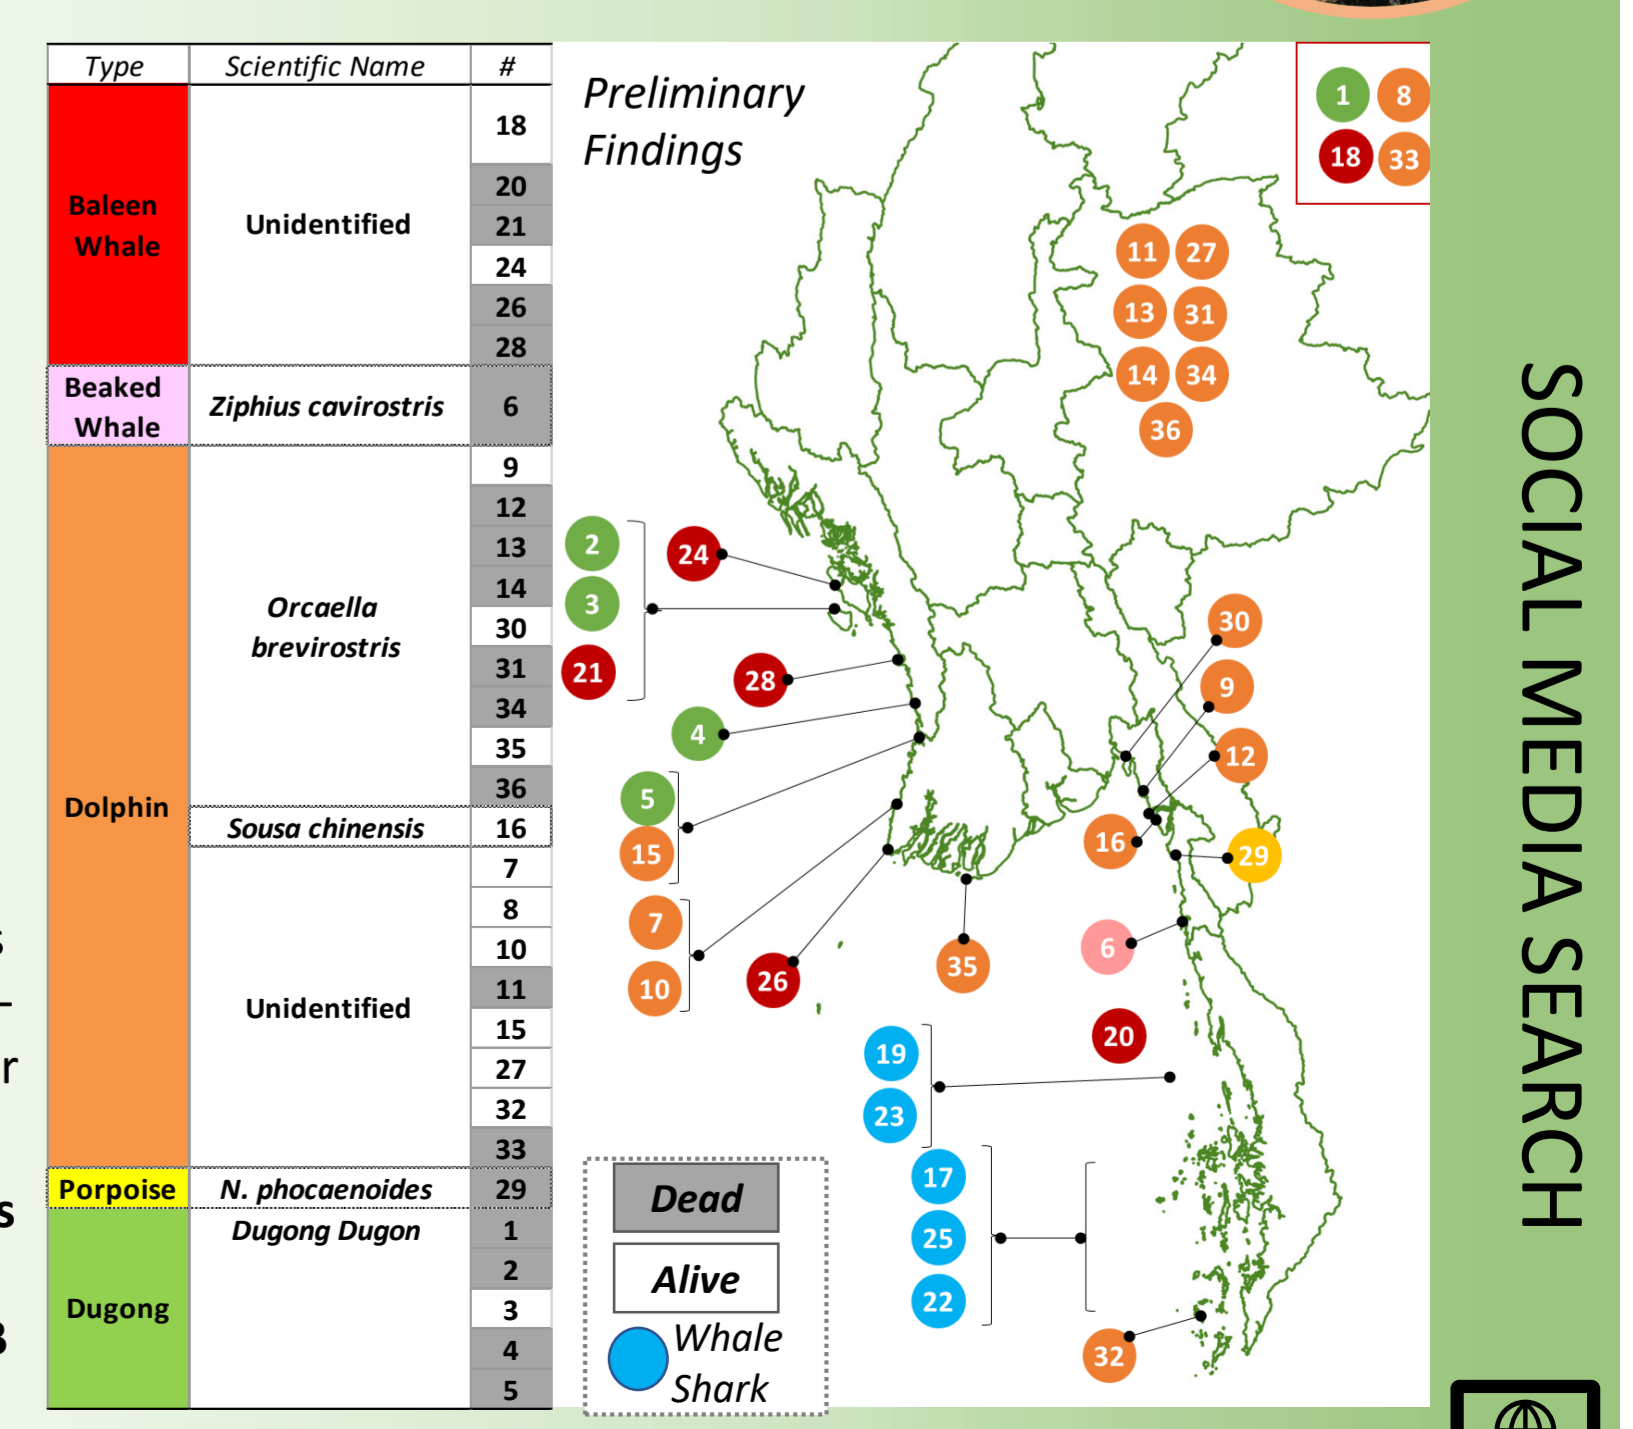 Type Scientific Name #
Baleen
Whale
Unidentified
18
20
21
24
26
28
Beaked
Whale
Ziphius cavirostris
6
Dolphin
Orcaella
brevirostris
9
12
13
14
30
31
34
35
36
Sousa chinensis
16
Unidentified
7
8
10
11
15
27
32
33
Porpoise
N. phocaenoides
29
Dugong
Dugong Dugon
1
2
3
4
5
Preliminary
Findings
1 8
18 33
11 27
13 31
14 34
36
2
3
21
24
28
4
5
15
7
10
26
35
30
9
12
16
29
6
20
19
23
17
25
22
32
Dead
Alive
Whale
Shark
SOCIAL MEDIA SEARCH
s
r
s
3